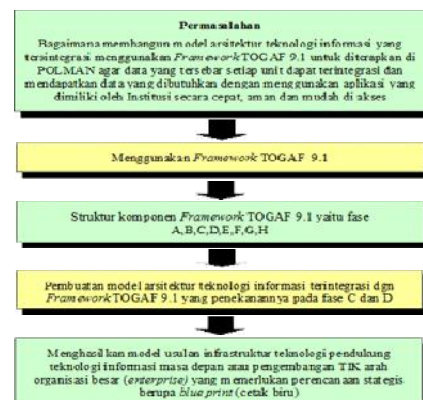 Permasalahan
Bagaimana membangun model arsitektur teknologi informasi yang
terintegrasi menggunakan Framework TOGAF 9.1 untuk diterapkan di
POLMAN agar data yang tersebar setiap unit dapat terintegrasi dan
mendapatkan data yang dibutuhkan dengan menggunakan aplikasi yang
dimiliki oleh Institusi secara cepat, aman dan mudah di akses
Menggunakan Framework TOGAF 9.1
Struktur komponen Framework TOGAF 9.1 yaitu fase
A,B,C,D,E,F,G,H
Pembuatan model arsitektur teknologi informasi terintegrasi dgn
Framework TOGAF 9.1 yang penekanannya pada fase C dan D
Menghasilkan model usulan infrastruktur teknologi pendukung
teknologi informasi masa depan atau pengembangan TIK arah
organisasi besar (enterprise) yang memerlukan perencanaan stategis
berupa blue print (cetak biru)